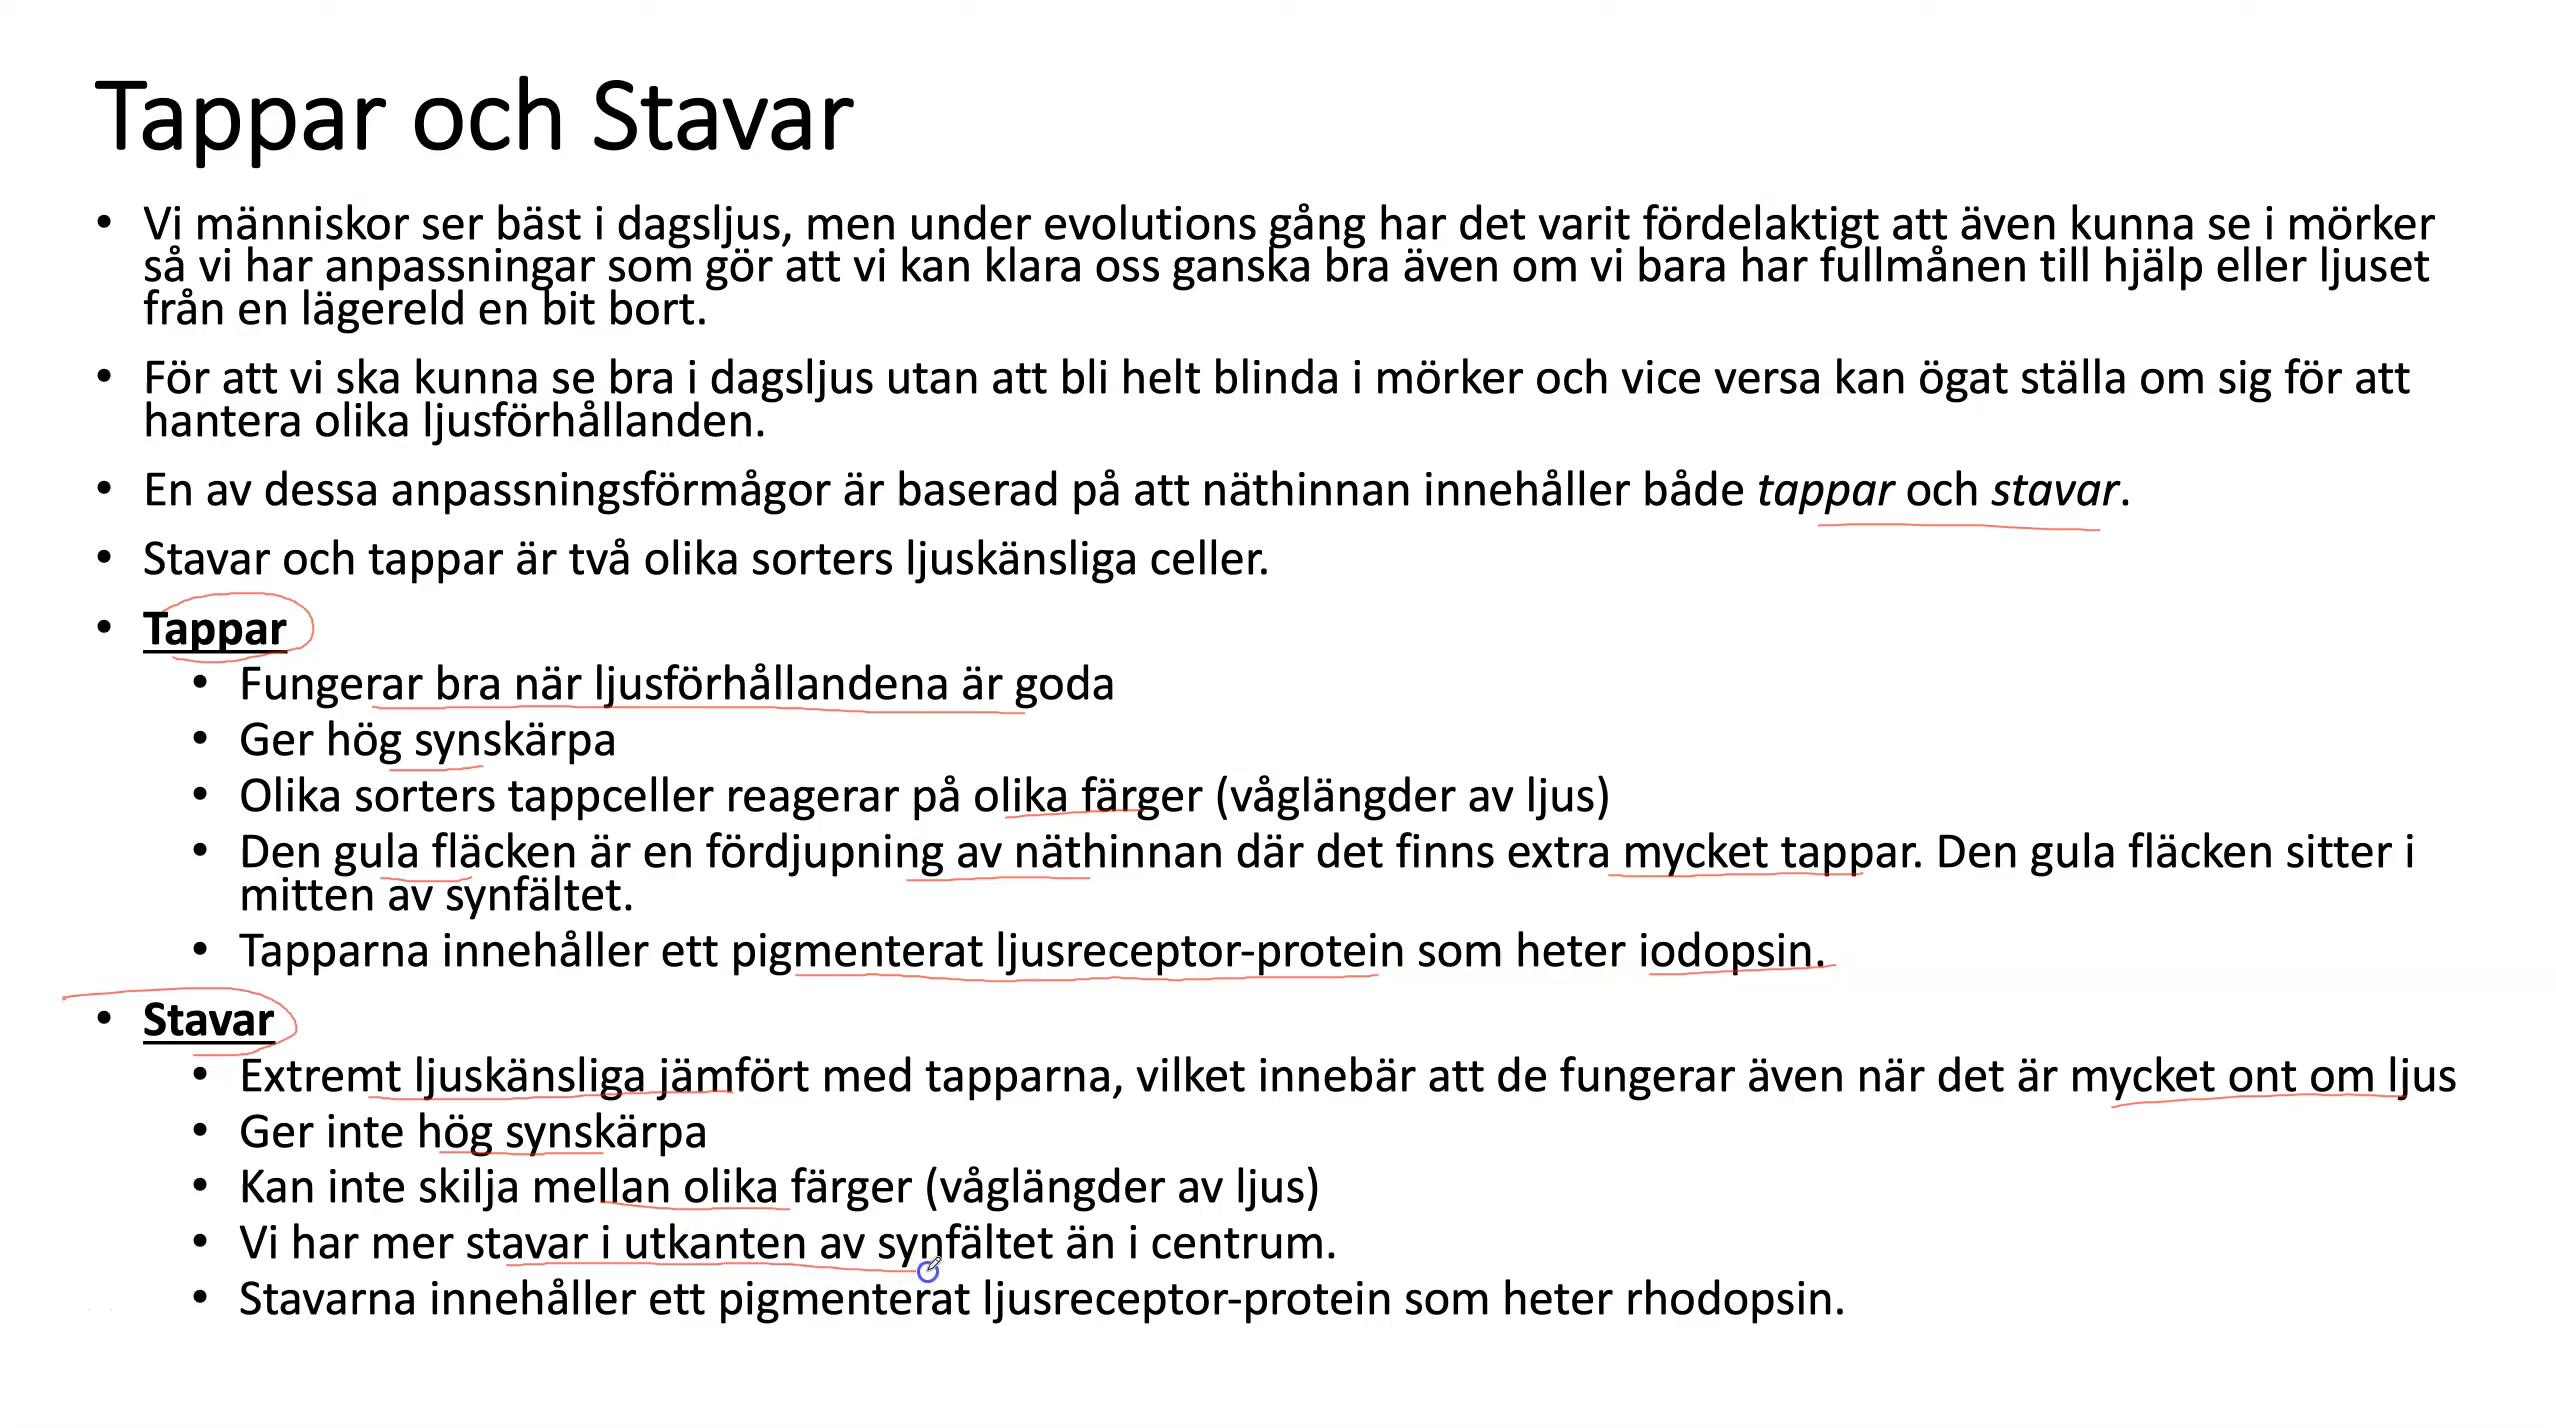 Tappar och Stavar
• Vi människor ser bäst i dagsljus, men under evolutions gång har det varit fördelaktigt att även kunna se i mörker
så vi har anpassningar som gör att vi kan klara oss ganska bra även om vi bara har fullmånen till hjälp eller ljuset
från en lägereld en bit bort.
• För att vi ska kunna se bra i dagsljus utan att bli helt blinda i mörker och vice versa kan ögat ställa om sig för att
hantera olika ljusförhållanden.
• En av dessa anpassningsförmågor är baserad på att näthinnan innehåller både tappar och stavar.
• Stavar och tappar är två olika sorters ljuskänsliga celler.
• Tappar
• Fungerar bra när ljusförhållandena är goda
• Ger hög synskärpa
• Olika sorters tappceller reagerar på olika färger (våglängder av ljus)
• Den gula fläcken är en fördjupning av näthinnan där det finns extra mycket tappar. Den gula fläcken sitter i
mitten av synfältet.
• Tapparna innehåller ett pigmenterat ljusreceptor-protein som heter iodopsin.
• Stavar
• Extremt ljuskänsliga jämfört med tapparna, vilket innebär att de fungerar även när det är mycket ont om ljus
• Ger inte hög synskärpa
• Kan inte skilja mellan olika färger (våglängder av ljus)
• Vi har mer stavar i utkanten av synfältet än i centrum.
• Stavarna innehåller ett pigmenterat ljusreceptor-protein som heter rhodopsin.